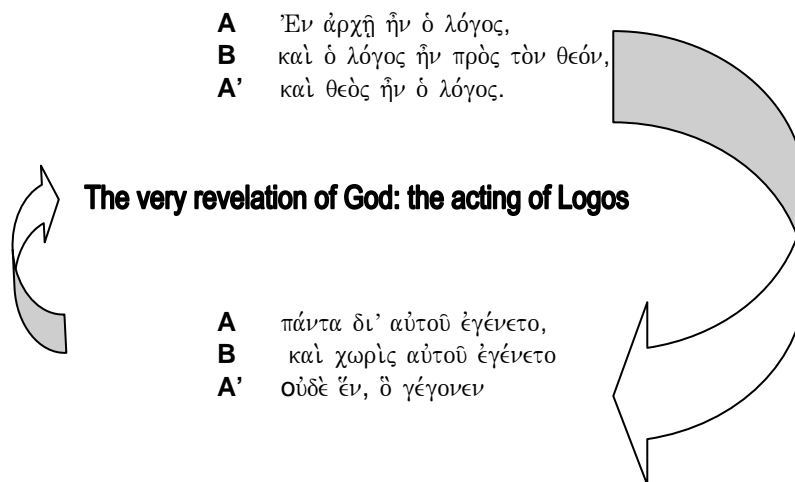 A Ἐν ἀρχῇ ἦν ὁ λόγος,
B καὶ ὁ λόγος ἦν πρὸς τὸν θεόν,
A’ καὶ θεὸς ἦν ὁ λόγος.
The very revelation of God: the acting of Logos
A πάντα δι’ αὐτοῦ ἐγένετο,
B καὶ χωρὶς αὐτοῦ ἐγένετο
A’ οὐδὲ ἕν, ὃ γέγονεν